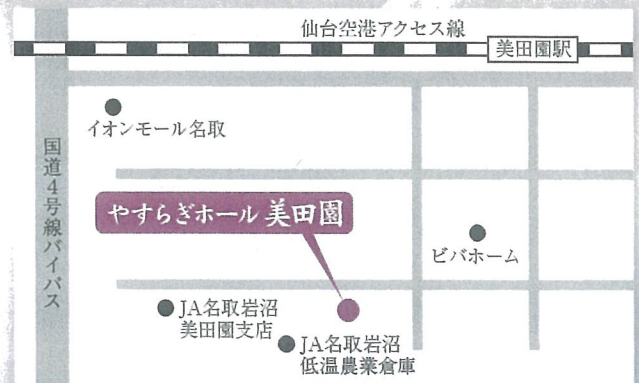 仙台空港アクセス線
美田園駅
イオンモール名取
国道4号線バイパス
やすらぎホール 美田園
ビバホーム
JA名取岩沼
美田園支店
JA名取岩沼
低温農業倉庫